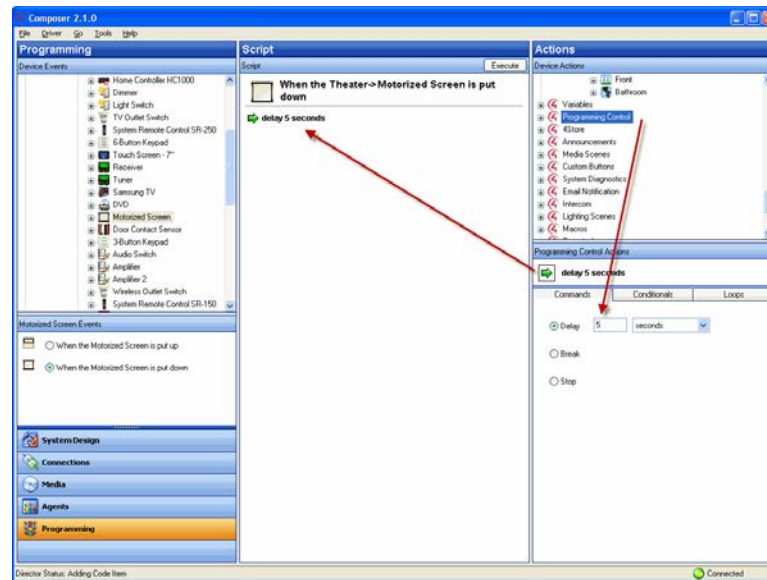 Composer 2.1.0
File Driver Go Tools Help
Programming
Device Events
Home Controller HC1000
Dimmer
Light Switch
TV Outlet Switch
System Remote Control SR-250
6-Button Keypad
Touch Screen - 7"
Receiver
Tuner
Samsung TV
DVD
Motorized Screen
Door Contact Sensor
3-Button Keypad
Audio Switch
Amplifier
Amplifier 2
Wireless Outlet Switch
System Remote Control SR-150
Motorized Screen Events
When the Motorized Screen is put up
When the Motorized Screen is put down
System Design
Connections
Media
Agents
Programming
Director Status: Adding Code Item
Script
Script Execute
When the Theater->Motorized Screen is put
down
delay 5 seconds
Actions
Device Actions
Front
Bathroom
Variables
Programming Control
4Store
Announcements
Media Scenes
Custom Buttons
System Diagnostics
Email Notification
Intercom
Lighting Scenes
Macros
Programming Control Actions
delay 5 seconds
Commands Conditionals Loops
Delay 5 seconds
Break
Stop
Connected